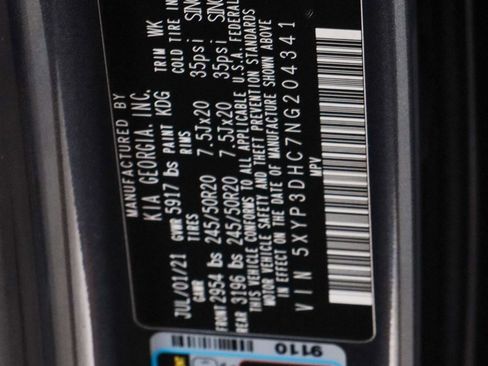 MANUFACTURED BY
KIA GEORGIA. INC.
JUL/01/21 GVWR 5917 lbs PAINT KDG TRIM WK
GAWR TIRES RIMS COLD TIRE IN
FRONT 2954 lbs 245/50R20 7.5Jx20 35psi SING
REAR 3196 lbs 245/50R20 7.5Jx20 35psi SING
THIS VEHICLE CONFORMS TO ALL APPLICABLE U.S.A. FEDERAL
MOTOR VEHICLE SAFETY AND THEFT PREVENTION STANDARDS
IN EFFECT ON THE DATE OF MANUFACTURE SHOWN ABOVE
VIN 5XYP3DHC7NG204341
MPV
9110